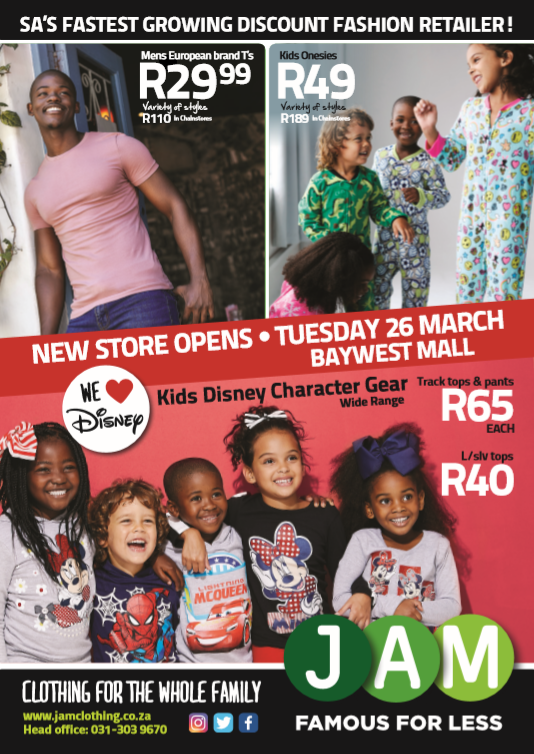 SA'S FASTEST GROWING DISCOUNT FASHION RETAILER!
Mens European brand T's
R29⁹⁹
Variety of styles
R110 In Chainstores
Kids Onesies
R49
Variety of styles
R189 In Chainstores
NEW STORE OPENS • TUESDAY 26 MARCH
BAYWEST MALL
WE
Disney
Kids Disney Character Gear
Wide Range
Track tops & pants
R65
EACH
L/slv tops
R40
LIGHTNING
MCQUEEN
JAM
CLOTHING FOR THE WHOLE FAMILY
www.jamclothing.co.za
Head office: 031-303 9670
FAMOUS FOR LESS